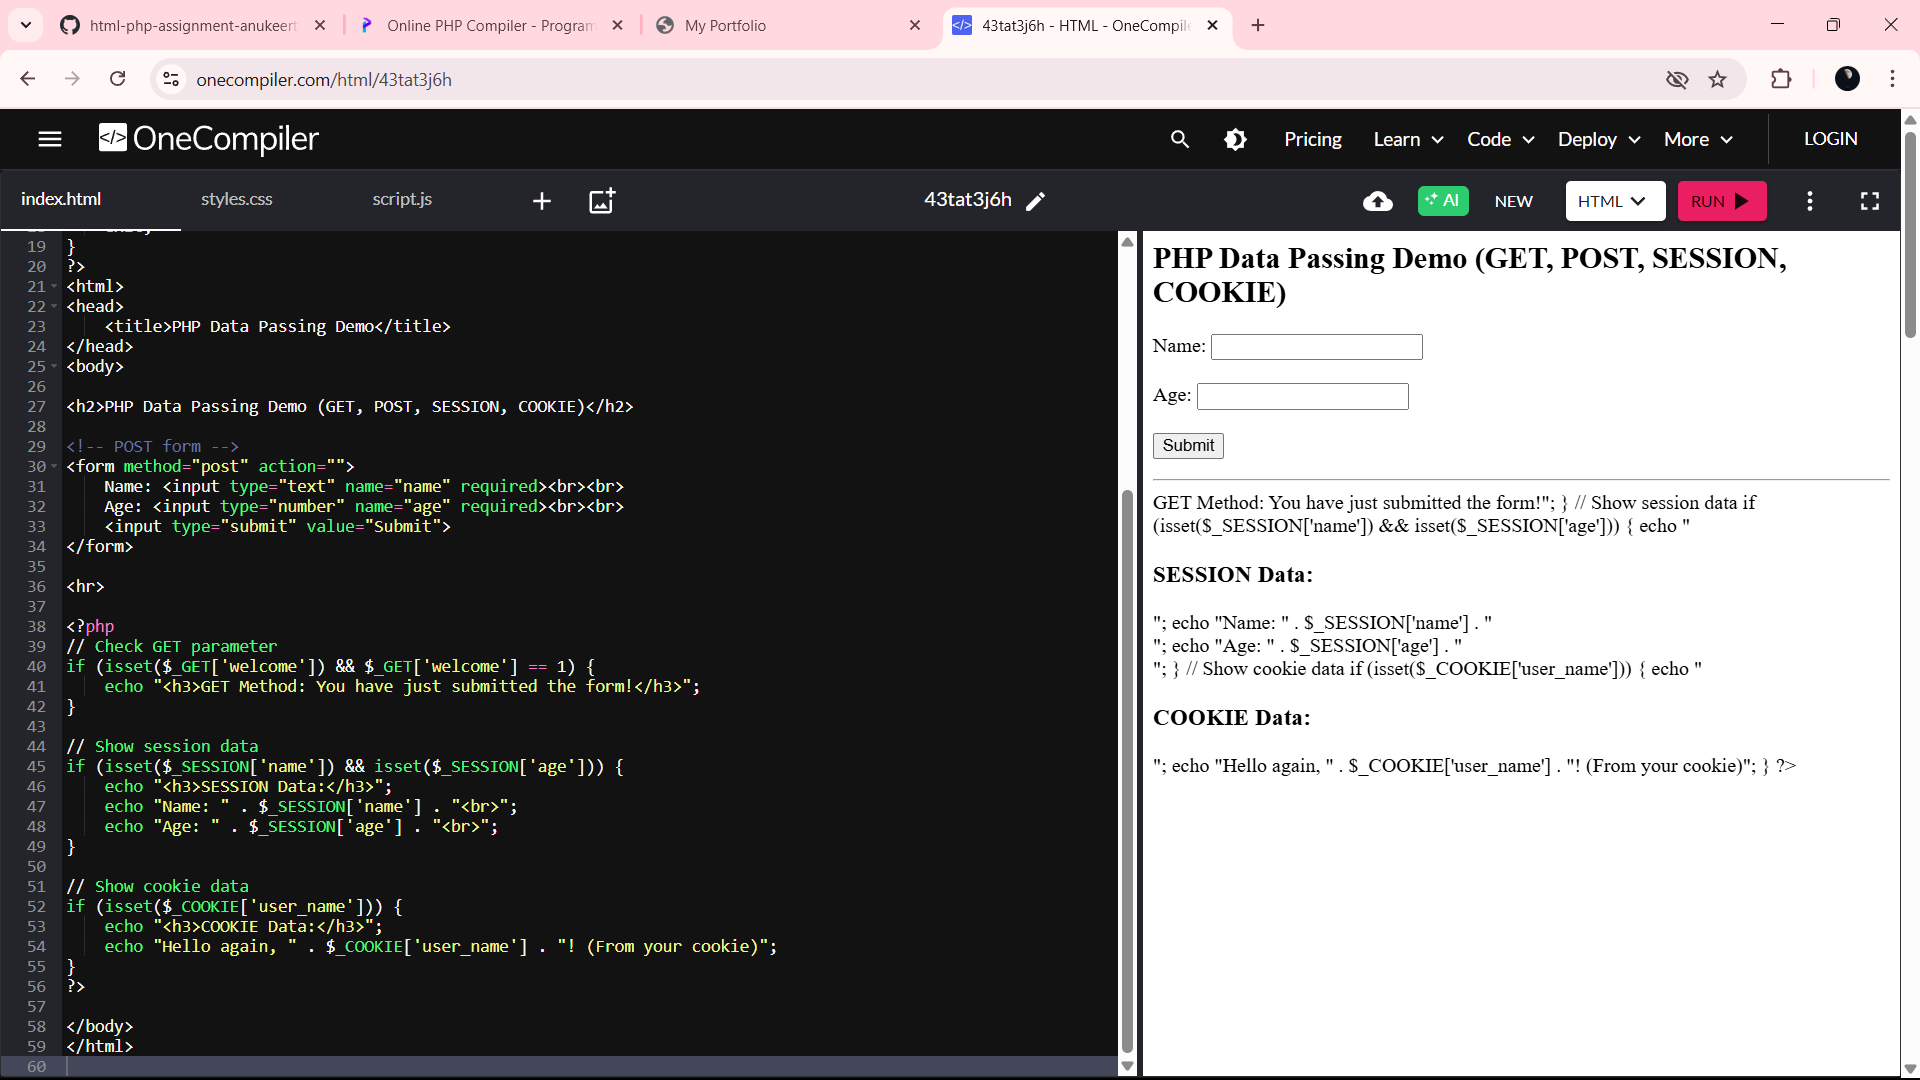 html-php-assignment-anukeert
Online PHP Compiler - Program
My Portfolio
43tat3j6h - HTML - OneCompile
onecompiler.com/html/43tat3j6h
</> OneCompiler
Pricing
Learn
Code
Deploy
More
LOGIN
index.html
styles.css
script.js
43tat3j6h
AI
NEW
HTML
RUN
19 }
20 ?>
21 <html>
22 <head>
23 <title>PHP Data Passing Demo</title>
24 </head>
25 <body>
26
27 <h2>PHP Data Passing Demo (GET, POST, SESSION, COOKIE)</h2>
28
29 <!-- POST form -->
30 <form method="post" action="">
31 Name: <input type="text" name="name" required><br><br>
32 Age: <input type="number" name="age" required><br><br>
33 <input type="submit" value="Submit">
34 </form>
35
36 <hr>
37
38 <?php
39 // Check GET parameter
40 if (isset($_GET['welcome']) && $_GET['welcome'] == 1) {
41 echo "<h3>GET Method: You have just submitted the form!</h3>";
42 }
43
44 // Show session data
45 if (isset($_SESSION['name']) && isset($_SESSION['age'])) {
46 echo "<h3>SESSION Data:</h3>";
47 echo "Name: " . $_SESSION['name'] . "<br>";
48 echo "Age: " . $_SESSION['age'] . "<br>";
49 }
50
51 // Show cookie data
52 if (isset($_COOKIE['user_name'])) {
53 echo "<h3>COOKIE Data:</h3>";
54 echo "Hello again, " . $_COOKIE['user_name'] . "! (From your cookie)";
55 }
56 ?>
57
58 </body>
59 </html>
60
PHP Data Passing Demo (GET, POST, SESSION,
COOKIE)
Name:
Age:
Submit
GET Method: You have just submitted the form!"; } // Show session data if
(isset($_SESSION['name']) && isset($_SESSION['age'])) { echo "
SESSION Data:
"; echo "Name: " . $_SESSION['name'] . "
"; echo "Age: " . $_SESSION['age'] . "
"; } // Show cookie data if (isset($_COOKIE['user_name'])) { echo "
COOKIE Data:
"; echo "Hello again, " . $_COOKIE['user_name'] . "! (From your cookie)"; } ?>